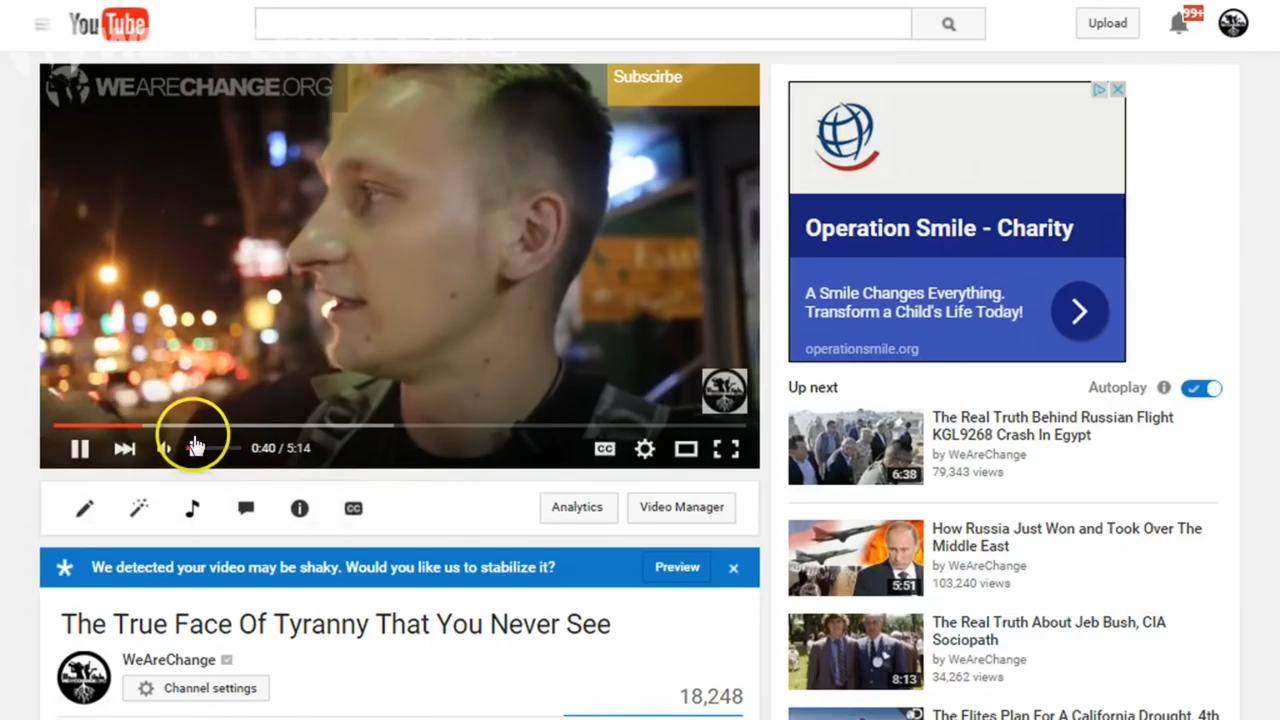 YouTube
Upload
99+
WEARECHANGE.ORG
Subscirbe
0:40 / 5:14
CC
CC
Analytics
Video Manager
We detected your video may be shaky. Would you like us to stabilize it?
Preview
The True Face Of Tyranny That You Never See
WeAreChange
Channel settings
18,248
Operation Smile - Charity
A Smile Changes Everything.
Transform a Child's Life Today!
operationsmile.org
Up next
Autoplay
The Real Truth Behind Russian Flight
KGL9268 Crash In Egypt
by WeAreChange
79,343 views
6:38
How Russia Just Won and Took Over The
Middle East
by WeAreChange
103,240 views
5:51
The Real Truth About Jeb Bush, CIA
Sociopath
by WeAreChange
34,262 views
8:13
The Elites Plan For A California Drought, 4th